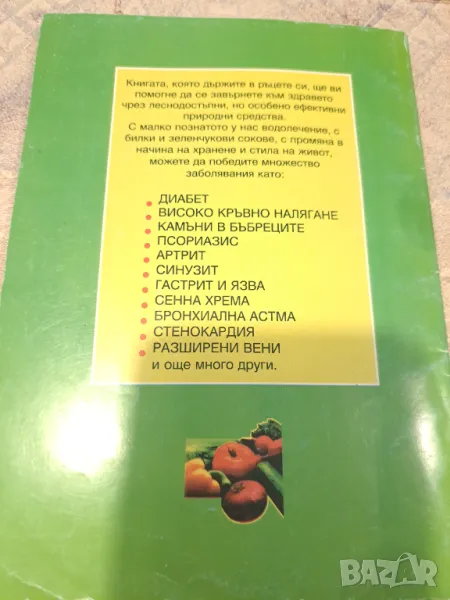 Книгата, която държите в ръцете си, ще ви
помогне да се завърнете към здравето
чрез леснодостъпни, но особено ефективни
природни средства.
С малко познатото у нас водолечение, с
билки и зеленчукови сокове, с промяна в
начина на хранене и стила на живот,
можете да победите множество
заболявания като:
ДИАБЕТ
ВИСОКО КРЪВНО НАЛЯГАНЕ
КАМЪНИ В БЪБРЕЦИТЕ
ПСОРИАЗИС
АРТРИТ
СИНУЗИТ
ГАСТРИТ И ЯЗВА
СЕННА ХРЕМА
БРОНХИАЛНА АСТМА
СТЕНОКАРДИЯ
РАЗШИРЕНИ ВЕНИ
и още много други.
BAZAR